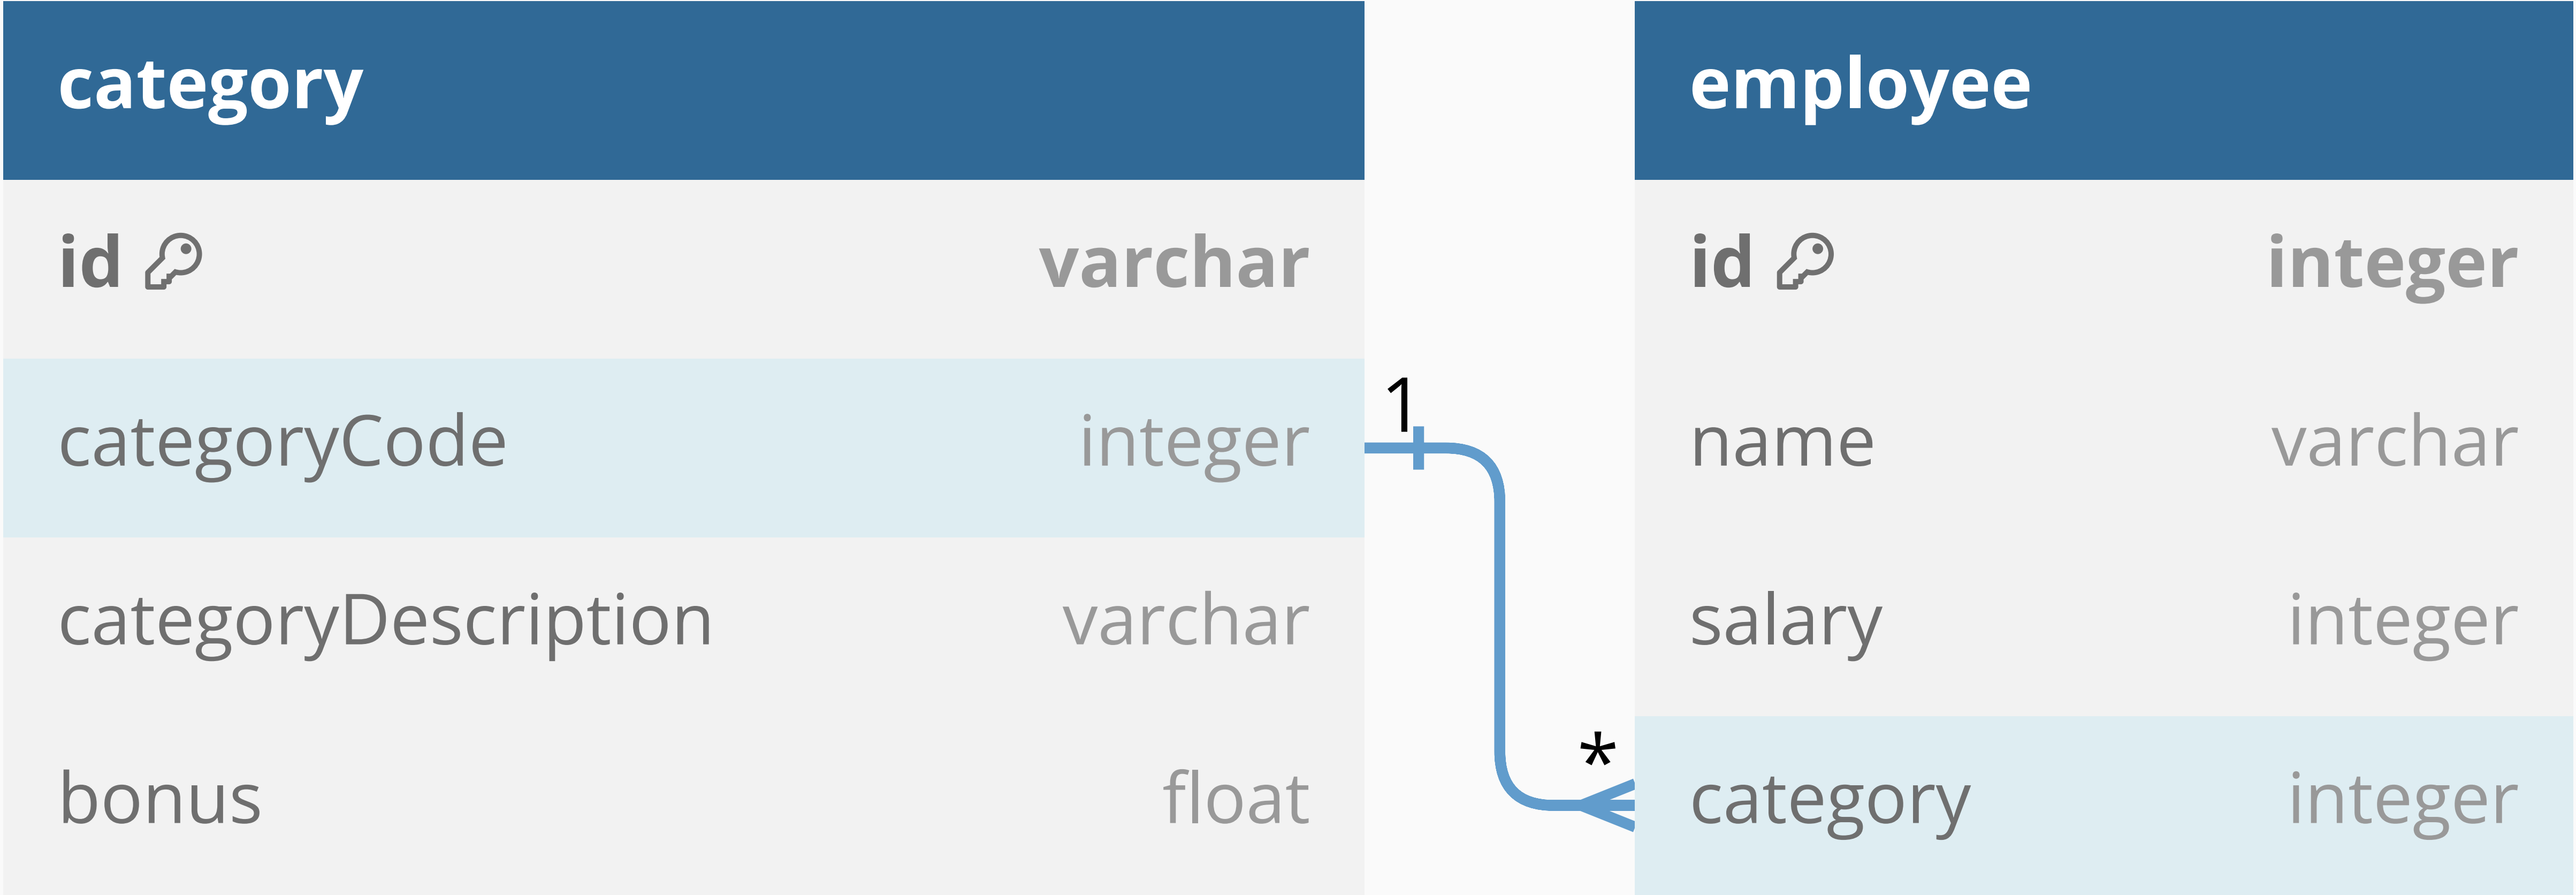 category
id varchar
categoryCode integer
categoryDescription varchar
bonus float
1
*
employee
id integer
name varchar
salary integer
category integer